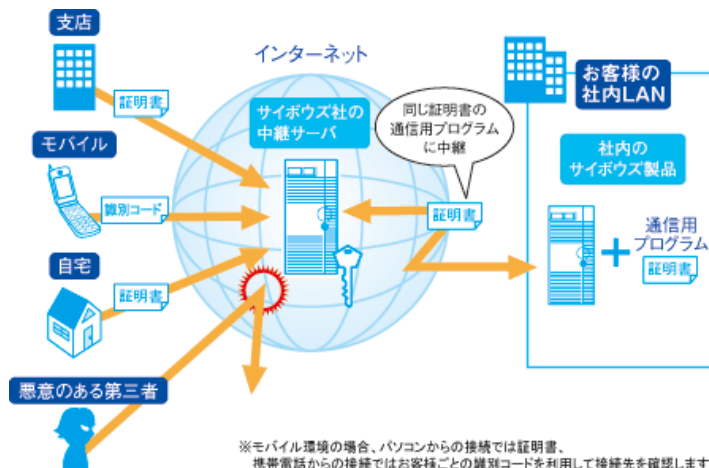 支店
インターネット
証明書
サイボウズ社の
中継サーバ
同じ証明書の
通信用プログラム
に中継
お客様の
社内LAN
モバイル
識別コード
証明書
社内の
サイボウズ製品
通信用
プログラム
証明書
自宅
証明書
悪意のある第三者
※モバイル環境の場合、パソコンからの接続では証明書、
携帯電話からの接続ではお客様ごとの識別コードを利用して接続先を確認します